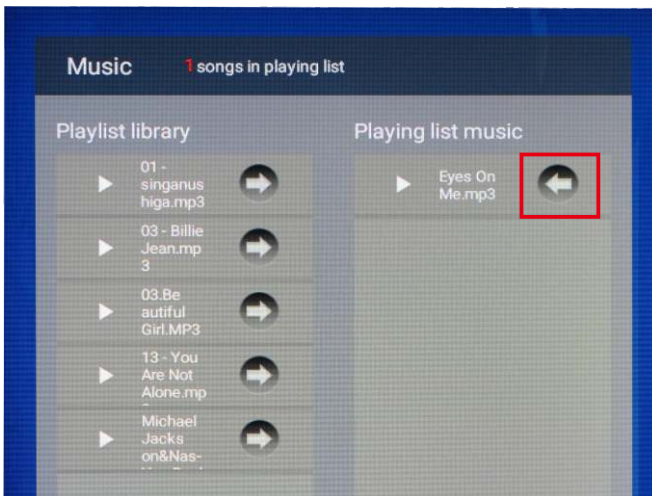 Music
1 songs in playing list
Playlist library
Playing list music
01 -
singanus
higa.mp3
03 - Billie
Jean.mp
3
03.Be
autiful
Girl.MP3
13 - You
Are Not
Alone.mp
Michael
Jacks
on&Nas-
Eyes On
Me.mp3